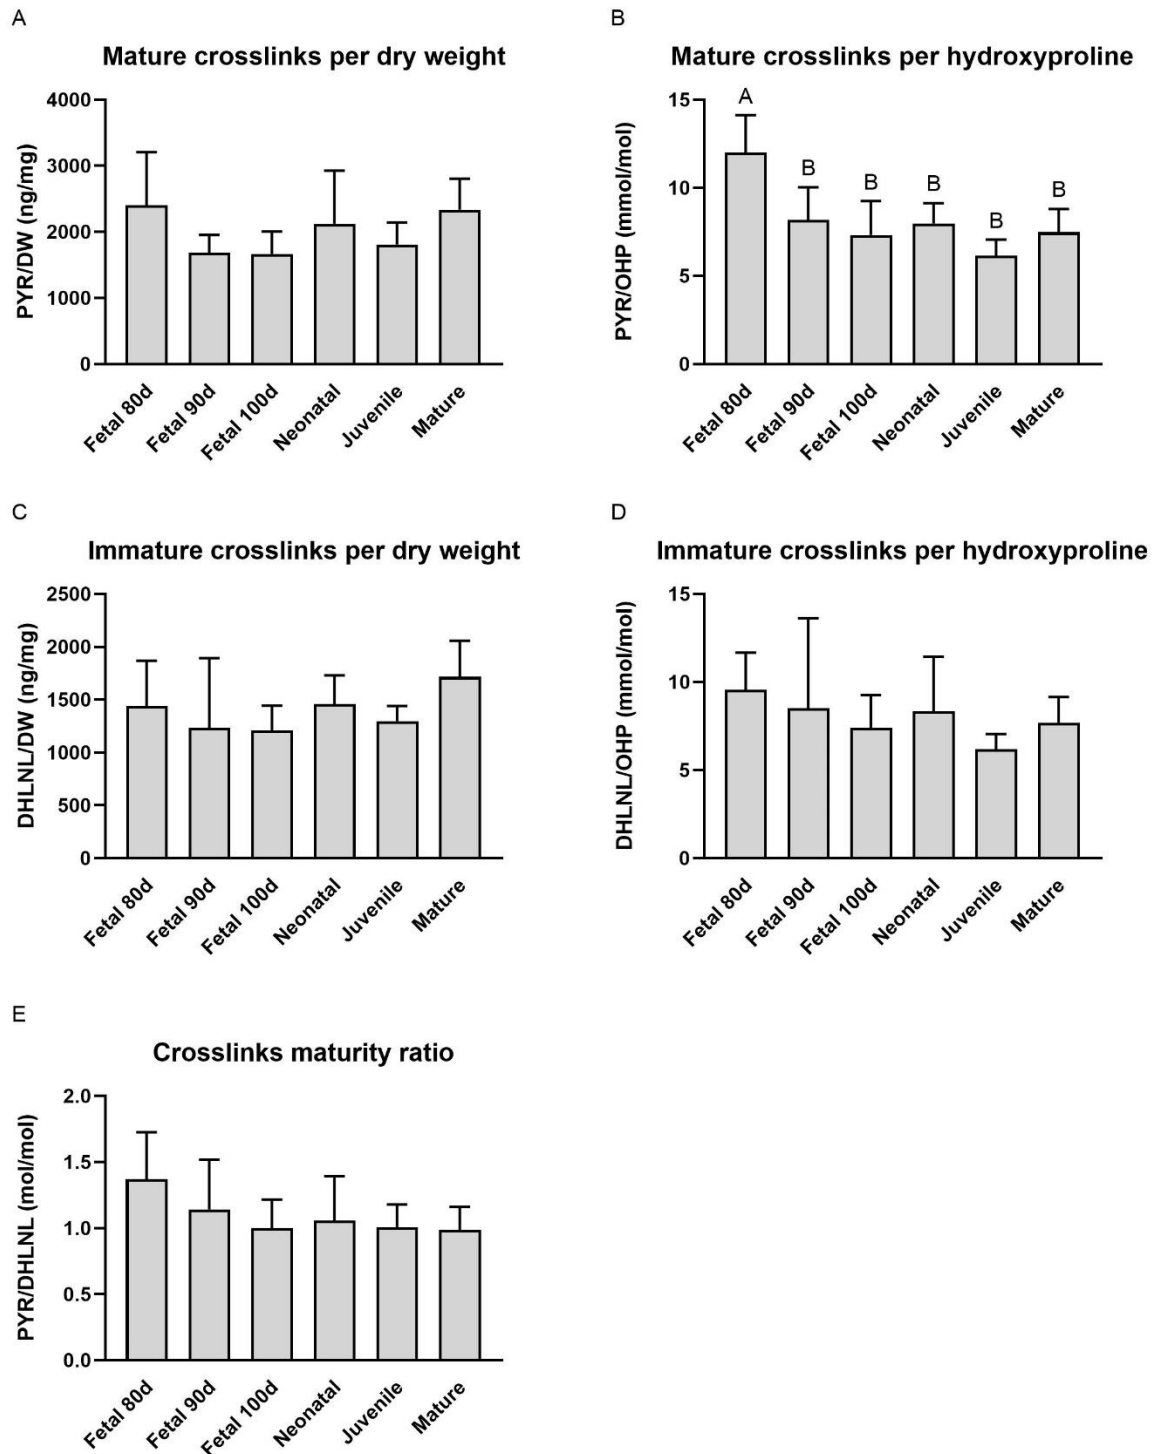 A
Mature crosslinks per dry weight
PYR/DW (ng/mg)
4000
3000
2000
1000
0
Fetal 80d
Fetal 90d
Fetal 100d
Neonatal
Juvenile
Mature
B
Mature crosslinks per hydroxyproline
PYR/OHP (mmol/mol)
15
10
5
0
A
B
B
B
B
B
Fetal 80d
Fetal 90d
Fetal 100d
Neonatal
Juvenile
Mature
C
Immature crosslinks per dry weight
DHLNL/DW (ng/mg)
2500
2000
1500
1000
500
0
Fetal 80d
Fetal 90d
Fetal 100d
Neonatal
Juvenile
Mature
D
Immature crosslinks per hydroxyproline
DHLNL/OHP (mmol/mol)
15
10
5
0
Fetal 80d
Fetal 90d
Fetal 100d
Neonatal
Juvenile
Mature
E
Crosslinks maturity ratio
PYR/DHLNL (mol/mol)
2.0
1.5
1.0
0.5
0.0
Fetal 80d
Fetal 90d
Fetal 100d
Neonatal
Juvenile
Mature